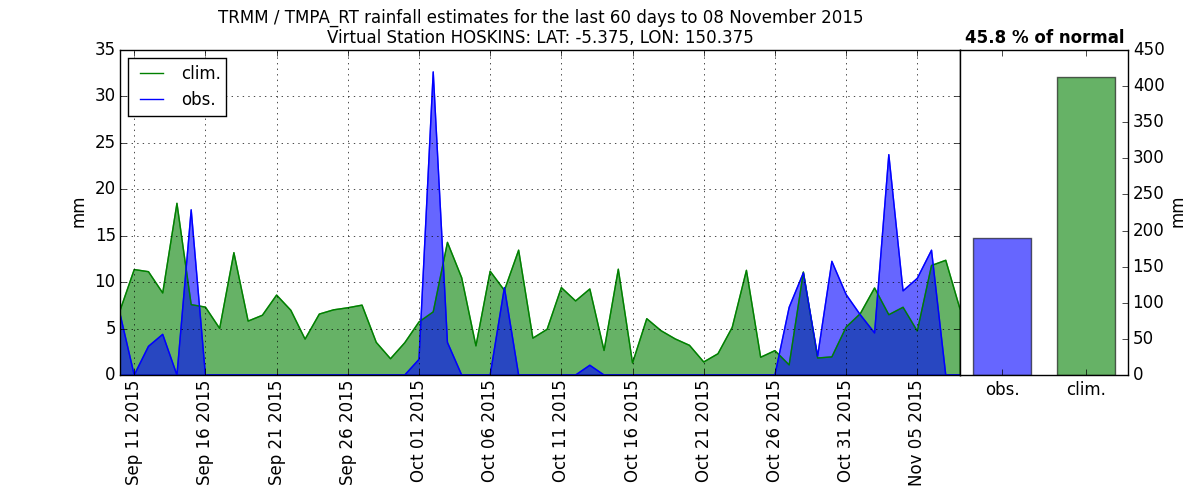 TRMM / TMPA_RT rainfall estimates for the last 60 days to 08 November 2015
Virtual Station HOSKINS: LAT: -5.375, LON: 150.375
45.8 % of normal
clim.
obs.
mm
35
30
25
20
15
10
5
0
Sep 11 2015
Sep 16 2015
Sep 21 2015
Sep 26 2015
Oct 01 2015
Oct 06 2015
Oct 11 2015
Oct 16 2015
Oct 21 2015
Oct 26 2015
Oct 31 2015
Nov 05 2015
obs.
clim.
450
400
350
300
250
200
150
100
50
0
mm